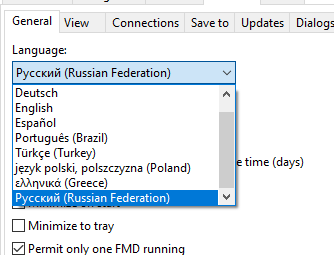 General View Connections Save to Updates Dialogs
Language:
Русский (Russian Federation)
Deutsch
English
Español
Português (Brazil)
Türkçe (Turkey)
język polski, polszczyzna (Poland)
e time (days)
ελληνικά (Greece)
Русский (Russian Federation)
Minimize to tray
Permit only one FMD running